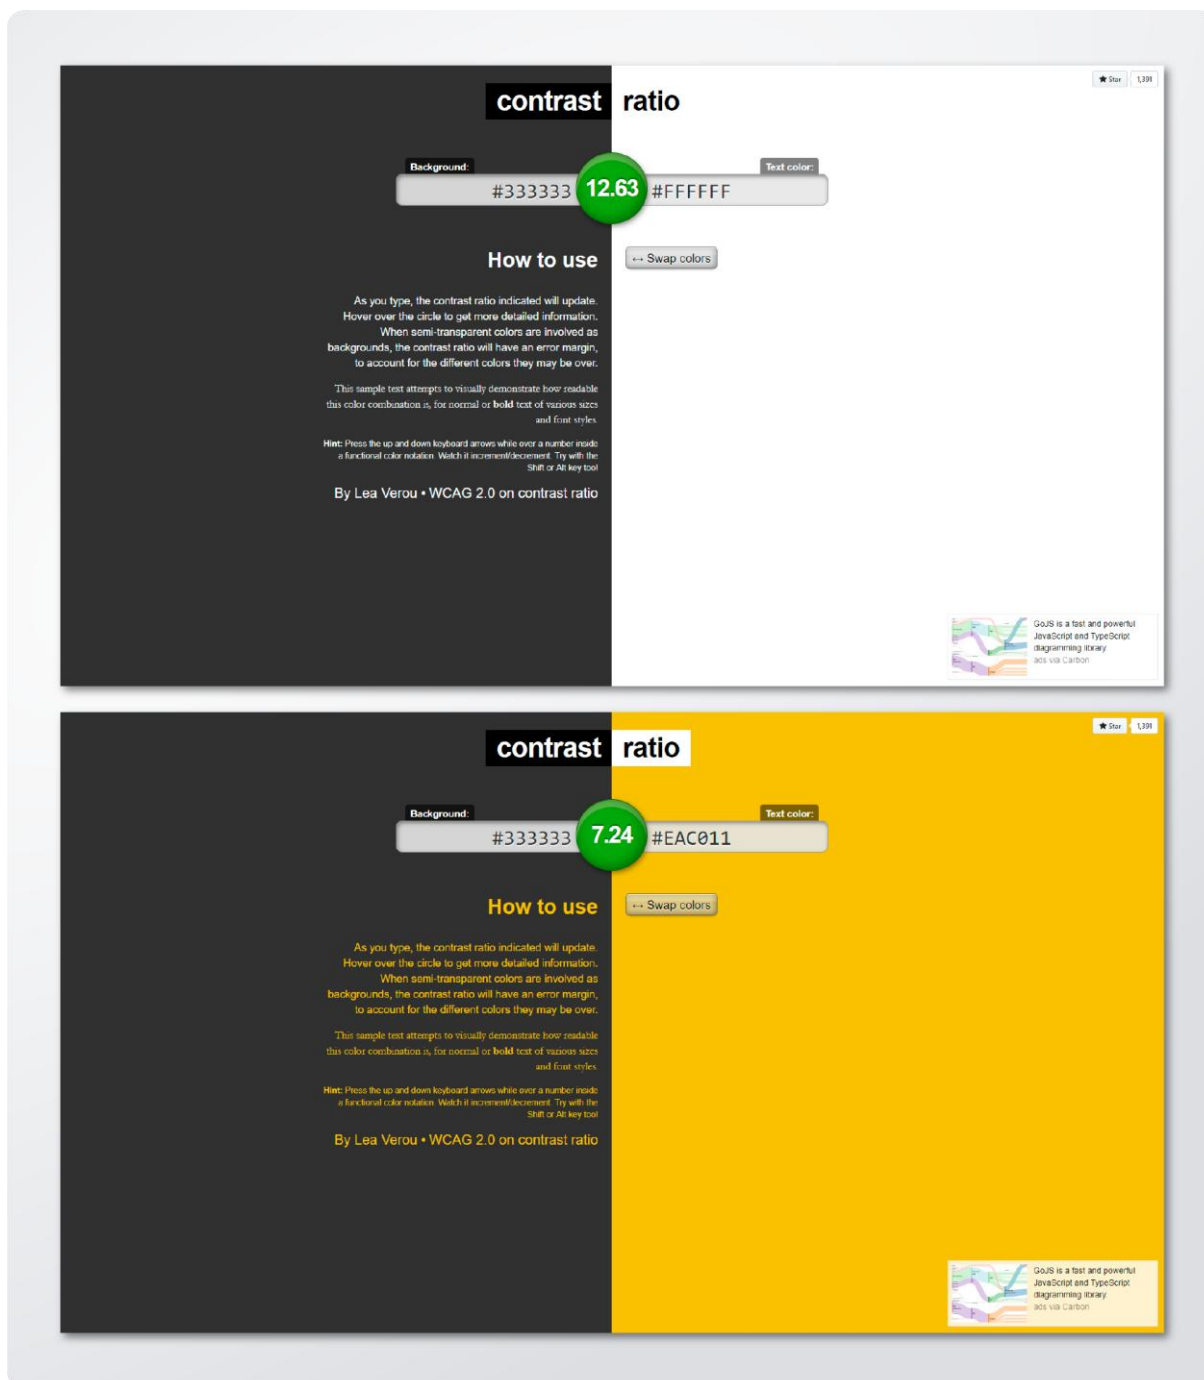 Star 1,391
contrast ratio
Background: Text color:
#333333 12.63 #FFFFFF
How to use ↔ Swap colors
As you type, the contrast ratio indicated will update.
Hover over the circle to get more detailed information.
When semi-transparent colors are involved as
backgrounds, the contrast ratio will have an error margin,
to account for the different colors they may be over.
This sample text attempts to visually demonstrate how readable
this color combination is, for normal or bold text of various sizes
and font styles.
Hint: Press the up and down keyboard arrows while over a number inside
a functional color notation. Watch it increment/decrement. Try with the
Shift or Alt key too!
By Lea Verou • WCAG 2.0 on contrast ratio
GoJS is a fast and powerful
JavaScript and TypeScript
diagramming library.
ads via Carbon
Star 1,391
contrast ratio
Background: Text color:
#333333 7.24 #EAC011
How to use ↔ Swap colors
As you type, the contrast ratio indicated will update.
Hover over the circle to get more detailed information.
When semi-transparent colors are involved as
backgrounds, the contrast ratio will have an error margin,
to account for the different colors they may be over.
This sample text attempts to visually demonstrate how readable
this color combination is, for normal or bold text of various sizes
and font styles.
Hint: Press the up and down keyboard arrows while over a number inside
a functional color notation. Watch it increment/decrement. Try with the
Shift or Alt key too!
By Lea Verou • WCAG 2.0 on contrast ratio
GoJS is a fast and powerful
JavaScript and TypeScript
diagramming library.
ads via Carbon